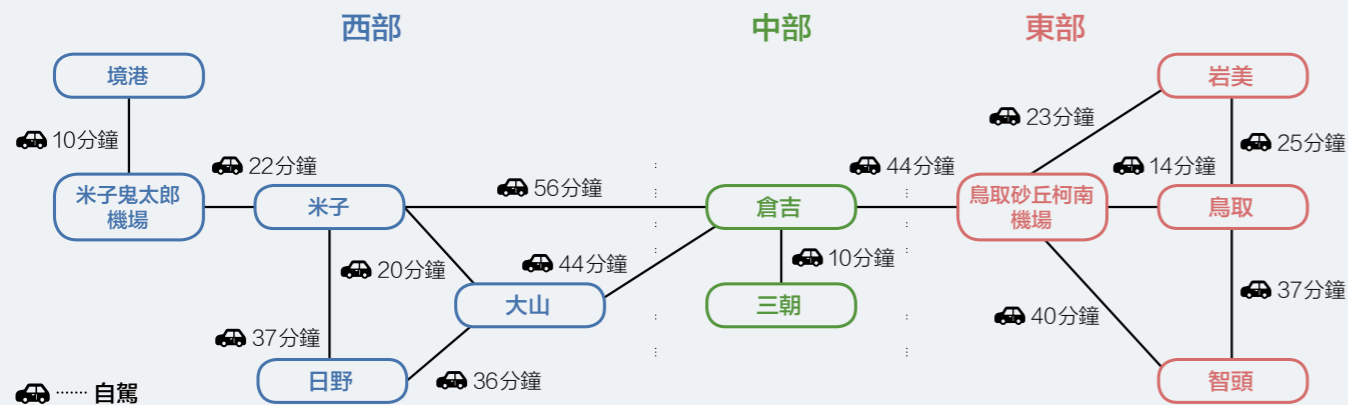 西部
中部
東部
境港
岩美
10分鐘
23分鐘
25分鐘
22分鐘
56分鐘
44分鐘
14分鐘
米子鬼太郎
機場
米子
倉吉
鳥取砂丘柯南
機場
鳥取
20分鐘
44分鐘
10分鐘
大山
三朝
37分鐘
40分鐘
37分鐘
日野
36分鐘
智頭
……自駕